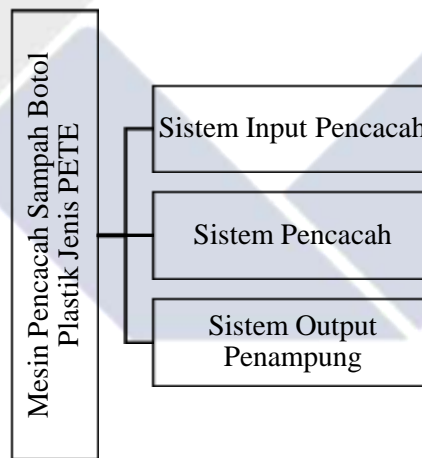 Mesin Pencacah Sampah Botol
Plastik Jenis PETE
Sistem Input Pencacah
Sistem Pencacah
Sistem Output
Penampung